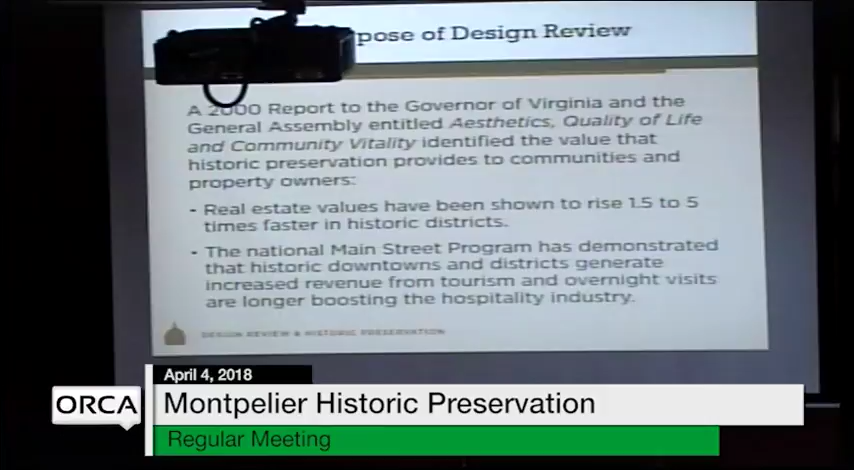 pose of Design Review
A 2000 Report to the Governor of Virginia and the
General Assembly entitled Aesthetics, Quality of Life
and Community Vitality identified the value that
historic preservation provides to communities and
property owners:
- Real estate values have been shown to rise 1.5 to 5
times faster in historic districts.
- The national Main Street Program has demonstrated
that historic downtowns and districts generate
increased revenue from tourism and overnight visits
are longer boosting the hospitality industry.
DESIGN REVIEW & HISTORIC PRESERVATION
April 4, 2018
ORCA
Montpelier Historic Preservation
Regular Meeting